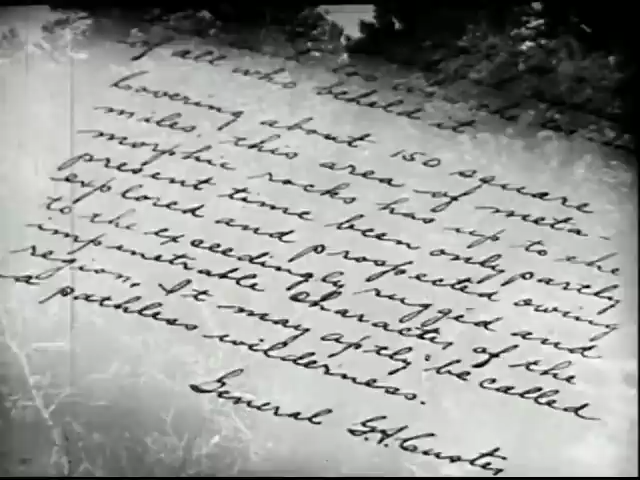 of all who beheld it
Covering about 150 square
miles, this area of meta-
morphic rocks has up to the
present time been only partly
explored and prospected owing
to the exceedingly rugged and
impenetrable character of the
region. It may aptly be called
a pathless wilderness.
General G.A. Custer